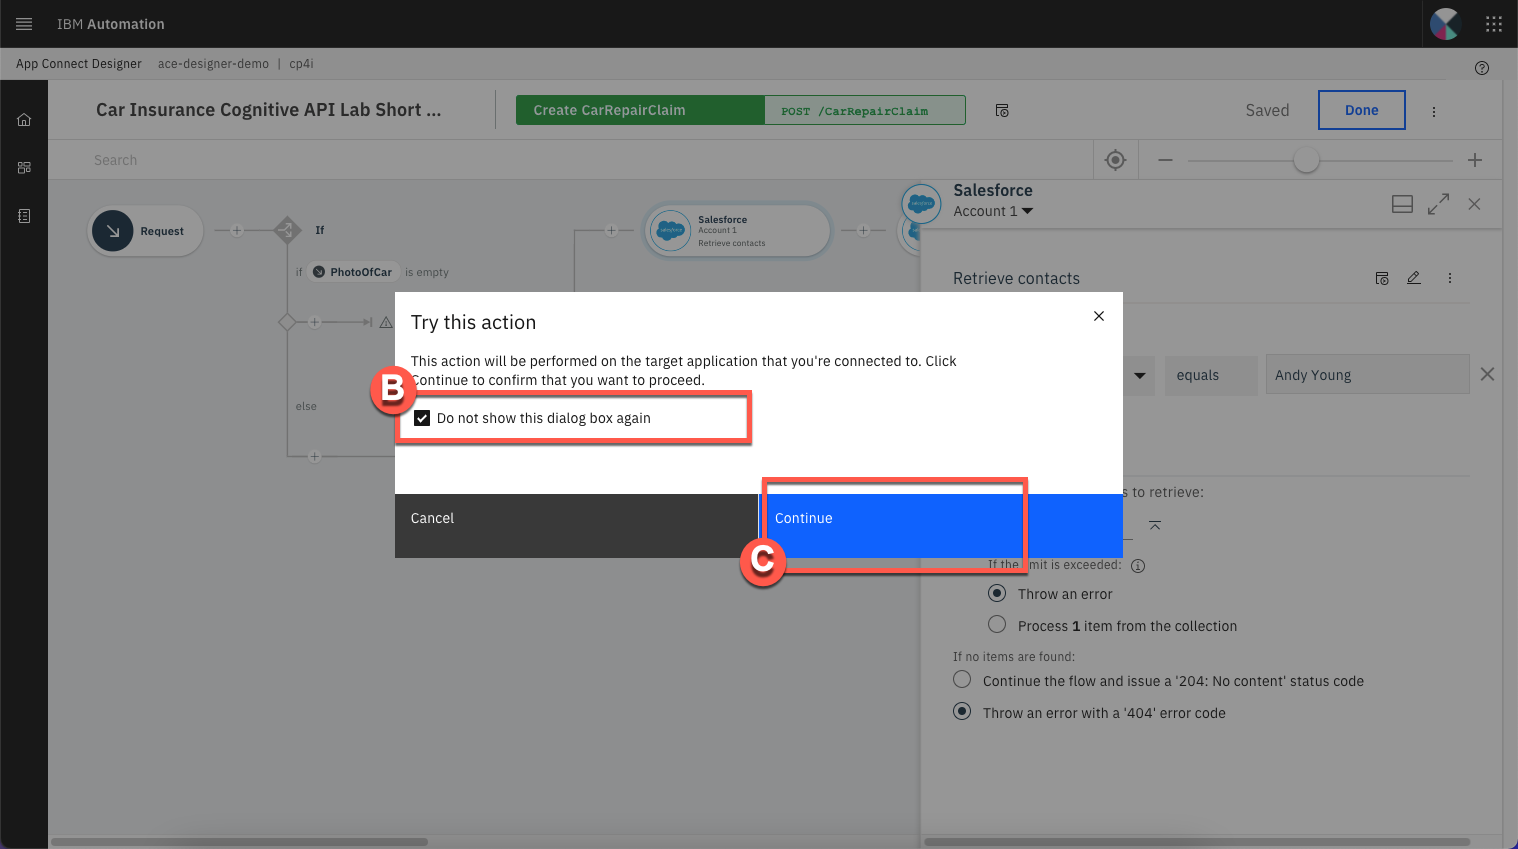 IBM Automation
App Connect Designer ace-designer-demo | cp4i
Car Insurance Cognitive API Lab Short ...
Create CarRepairClaim
POST /CarRepairClaim
Saved
Done
Search
Request
If
Salesforce
Account 1
Retrieve contacts
Salesforce
Account 1
if PhotoOfCar is empty
else
Retrieve contacts
equals
Andy Young
Try this action
This action will be performed on the target application that you're connected to. Click
Continue to confirm that you want to proceed.
B
Do not show this dialog box again
Cancel
Continue
C
s to retrieve:
If the limit is exceeded:
Throw an error
Process 1 item from the collection
If no items are found:
Continue the flow and issue a '204: No content' status code
Throw an error with a '404' error code